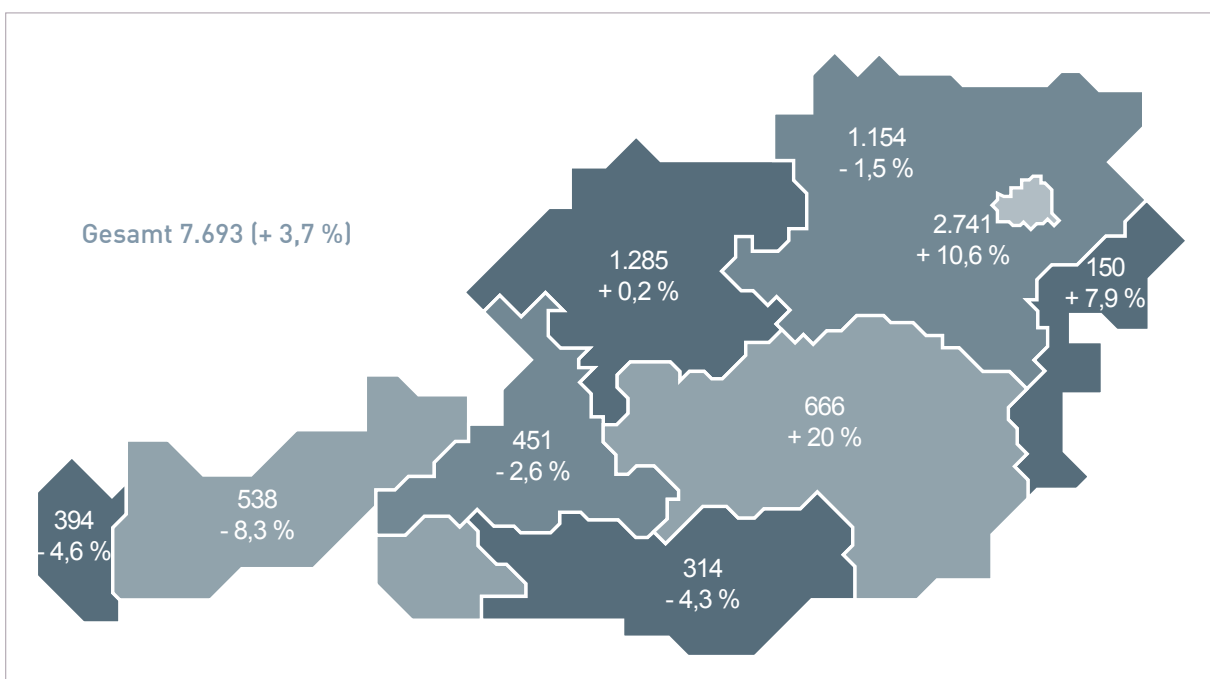 1.154
- 1,5 %
Gesamt 7.693 (+ 3,7 %)
2.741
+ 10,6 %
1.285
+ 0,2 %
150
+ 7,9 %
666
+ 20 %
451
- 2,6 %
538
- 8,3 %
394
- 4,6 %
314
- 4,3 %